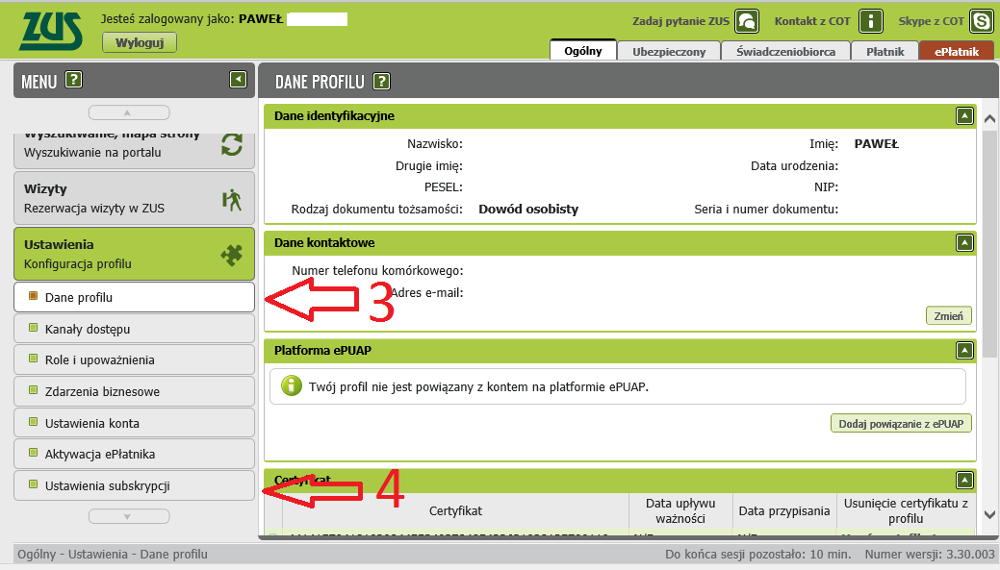 ZUS
Jesteś zalogowany jako: PAWEŁ
Wyloguj
Zadaj pytanie ZUS
Kontakt z COT
Skype z COT
Ogólny
Ubezpieczony
Świadczeniobiorca
Płatnik
ePłatnik
MENU ?
DANE PROFILU ?
Wyszukiwanie, mapa strony
Wyszukiwanie na portalu
Wizyty
Rezerwacja wizyty w ZUS
Ustawienia
Konfiguracja profilu
Dane profilu
Kanały dostępu
Role i upoważnienia
Zdarzenia biznesowe
Ustawienia konta
Aktywacja ePłatnika
Ustawienia subskrypcji
Dane identyfikacyjne
Nazwisko:
Imię: PAWEŁ
Drugie imię:
Data urodzenia:
PESEL:
NIP:
Rodzaj dokumentu tożsamości: Dowód osobisty
Seria i numer dokumentu:
Dane kontaktowe
Numer telefonu komórkowego:
3
Adres e-mail:
Zmień
Platforma ePUAP
Twój profil nie jest powiązany z kontem na platformie ePUAP.
Dodaj powiązanie z ePUAP
Certyfikat
4
Certyfikat
Data upływu ważności
Data przypisania
Usunięcie certyfikatu z profilu
Ogólny - Ustawienia - Dane profilu
Do końca sesji pozostało: 10 min.
Numer wersji: 3.30.003